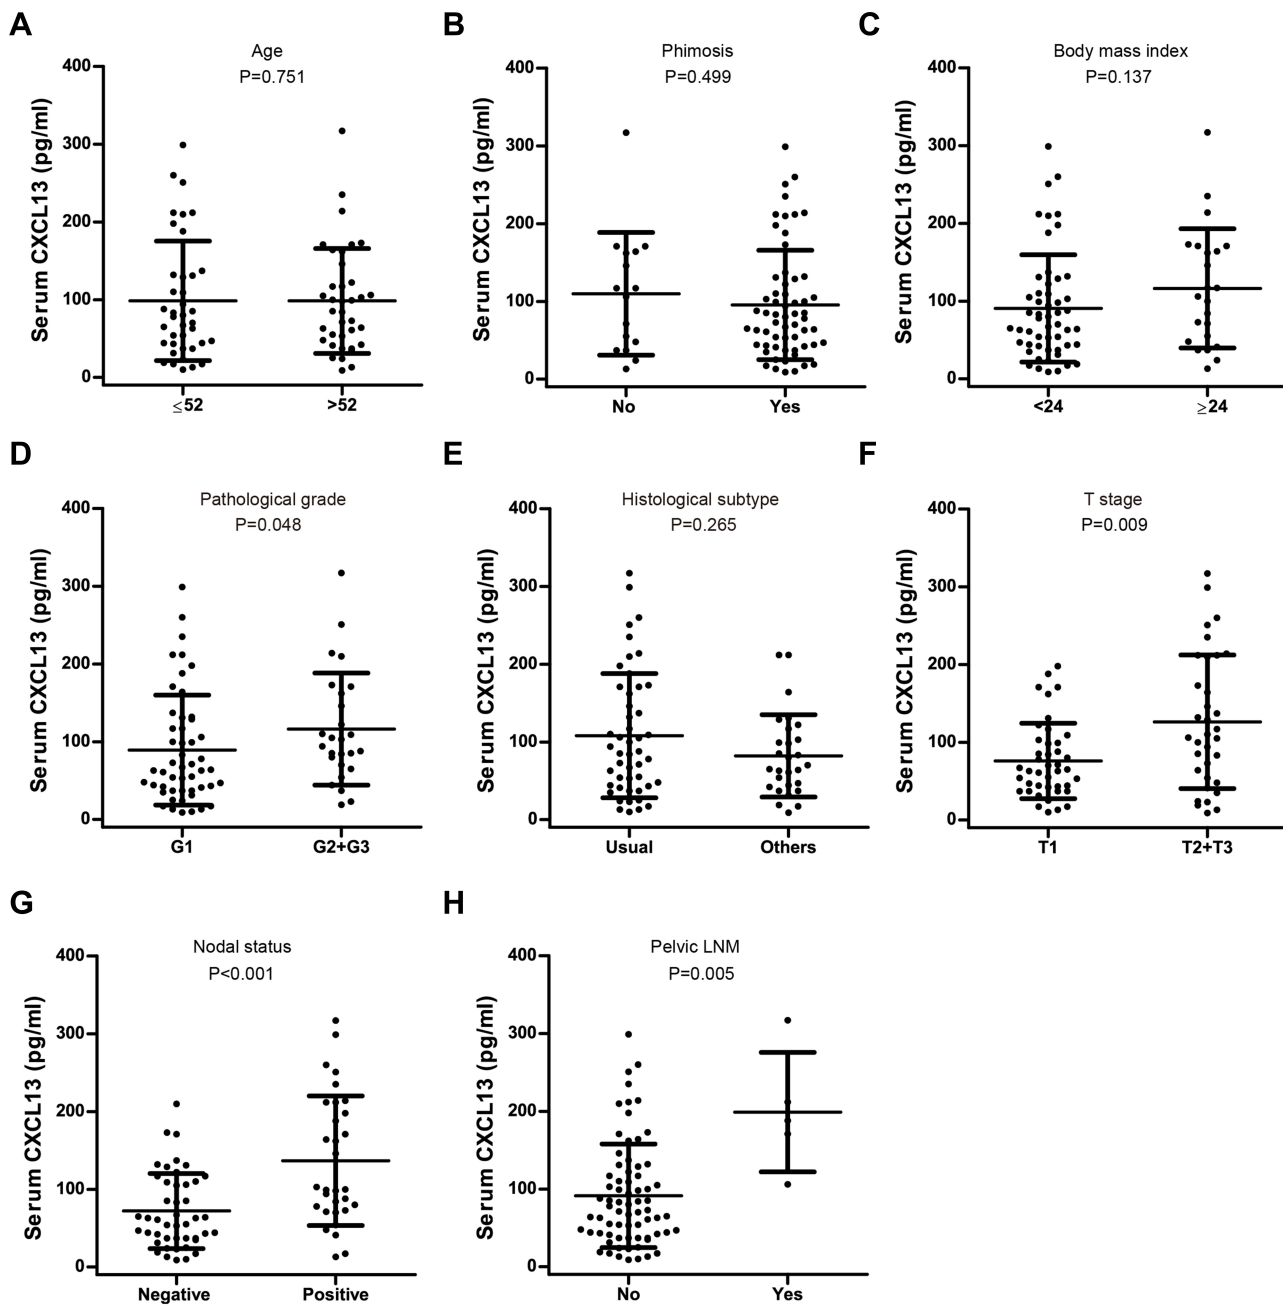 A
Age
P=0.751
Serum CXCL13 (pg/ml)
400
300
200
100
0
≤52
>52
B
Phimosis
P=0.499
Serum CXCL13 (pg/ml)
400
300
200
100
0
No
Yes
C
Body mass index
P=0.137
Serum CXCL13 (pg/ml)
400
300
200
100
0
<24
≥24
D
Pathological grade
P=0.048
Serum CXCL13 (pg/ml)
400
300
200
100
0
G1
G2+G3
E
Histological subtype
P=0.265
Serum CXCL13 (pg/ml)
400
300
200
100
0
Usual
Others
F
T stage
P=0.009
Serum CXCL13 (pg/ml)
400
300
200
100
0
T1
T2+T3
G
Nodal status
P<0.001
Serum CXCL13 (pg/ml)
400
300
200
100
0
Negative
Positive
H
Pelvic LNM
P=0.005
Serum CXCL13 (pg/ml)
400
300
200
100
0
No
Yes